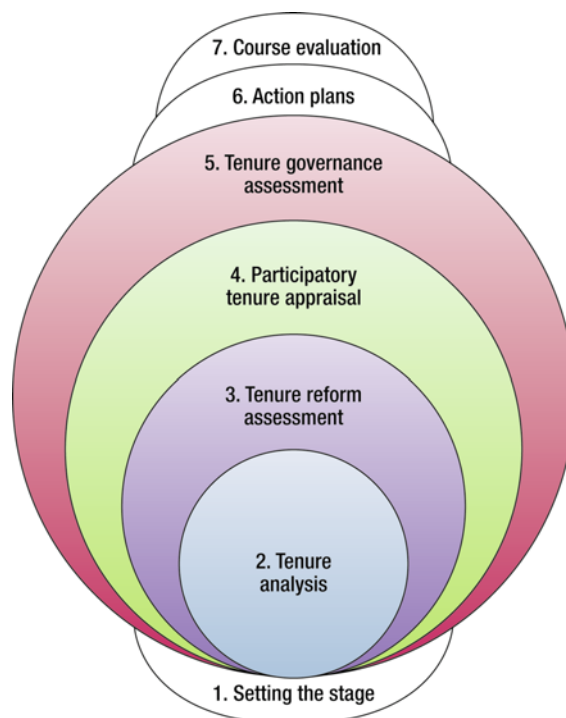 7. Course evaluation
6. Action plans
5. Tenure governance
assessment
4. Participatory
tenure appraisal
3. Tenure reform
assessment
2. Tenure
analysis
1. Setting the stage